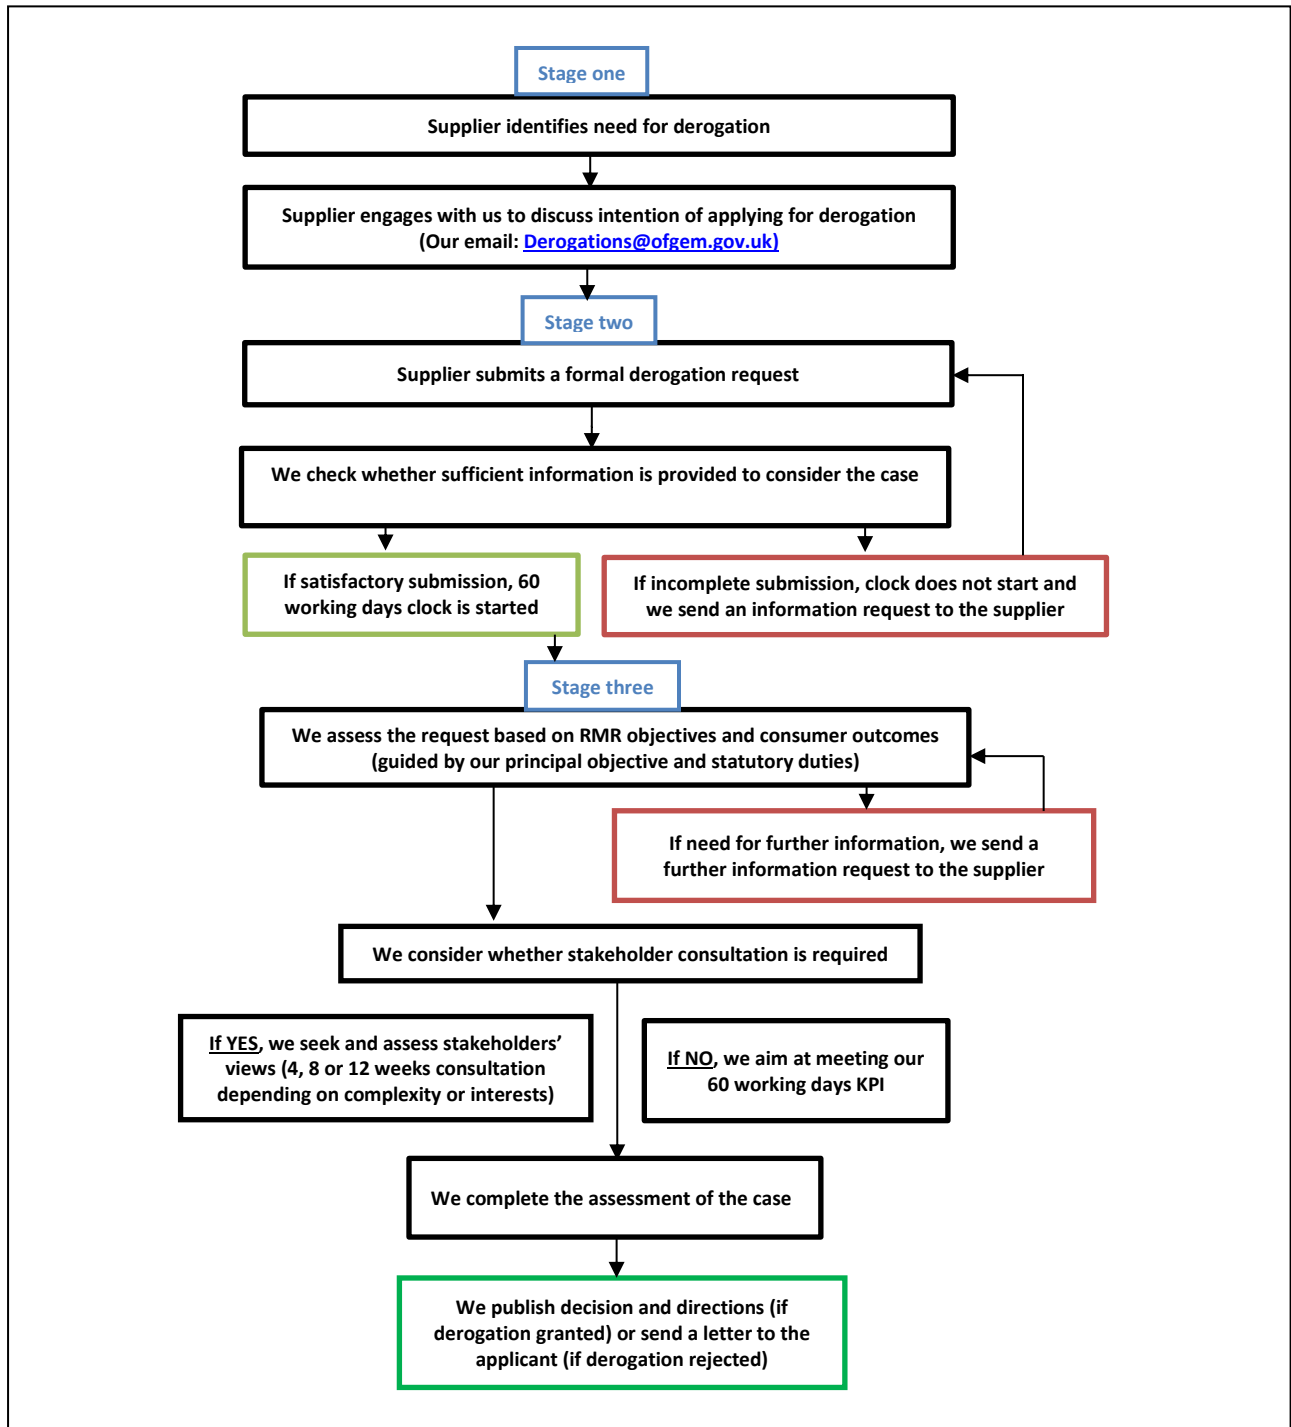 Stage one
Supplier identifies need for derogation
Supplier engages with us to discuss intention of applying for derogation
(Our email: Derogations@ofgem.gov.uk)
Stage two
Supplier submits a formal derogation request
We check whether sufficient information is provided to consider the case
If satisfactory submission, 60
working days clock is started
If incomplete submission, clock does not start and
we send an information request to the supplier
Stage three
We assess the request based on RMR objectives and consumer outcomes
(guided by our principal objective and statutory duties)
If need for further information, we send a
further information request to the supplier
We consider whether stakeholder consultation is required
If YES, we seek and assess stakeholders’
views (4, 8 or 12 weeks consultation
depending on complexity or interests)
If NO, we aim at meeting our
60 working days KPI
We complete the assessment of the case
We publish decision and directions (if
derogation granted) or send a letter to the
applicant (if derogation rejected)